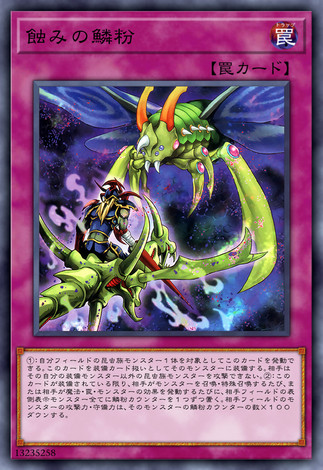 蝕みの鱗粉
トラップ
罠
【罠カード】
①：自分フィールドの昆虫族モンスター１体を対象としてこのカードを発動で
きる。このカードを装備カード扱いとしてそのモンスターに装備する。相手は
その自分の装備モンスター以外の昆虫族モンスターを攻撃できない。②：この
カードが装備されている限り、相手がモンスターを召喚・特殊召喚するたび、ま
たは相手が魔法・罠・モンスターの効果を発動するたびに、相手フィールドの表
側表示モンスター全てに鱗粉カウンターを１つずつ置く。相手フィールドのモ
ンスターの攻撃力・守備力は、そのモンスターの鱗粉カウンターの数×１００
ダウンする。
13235258